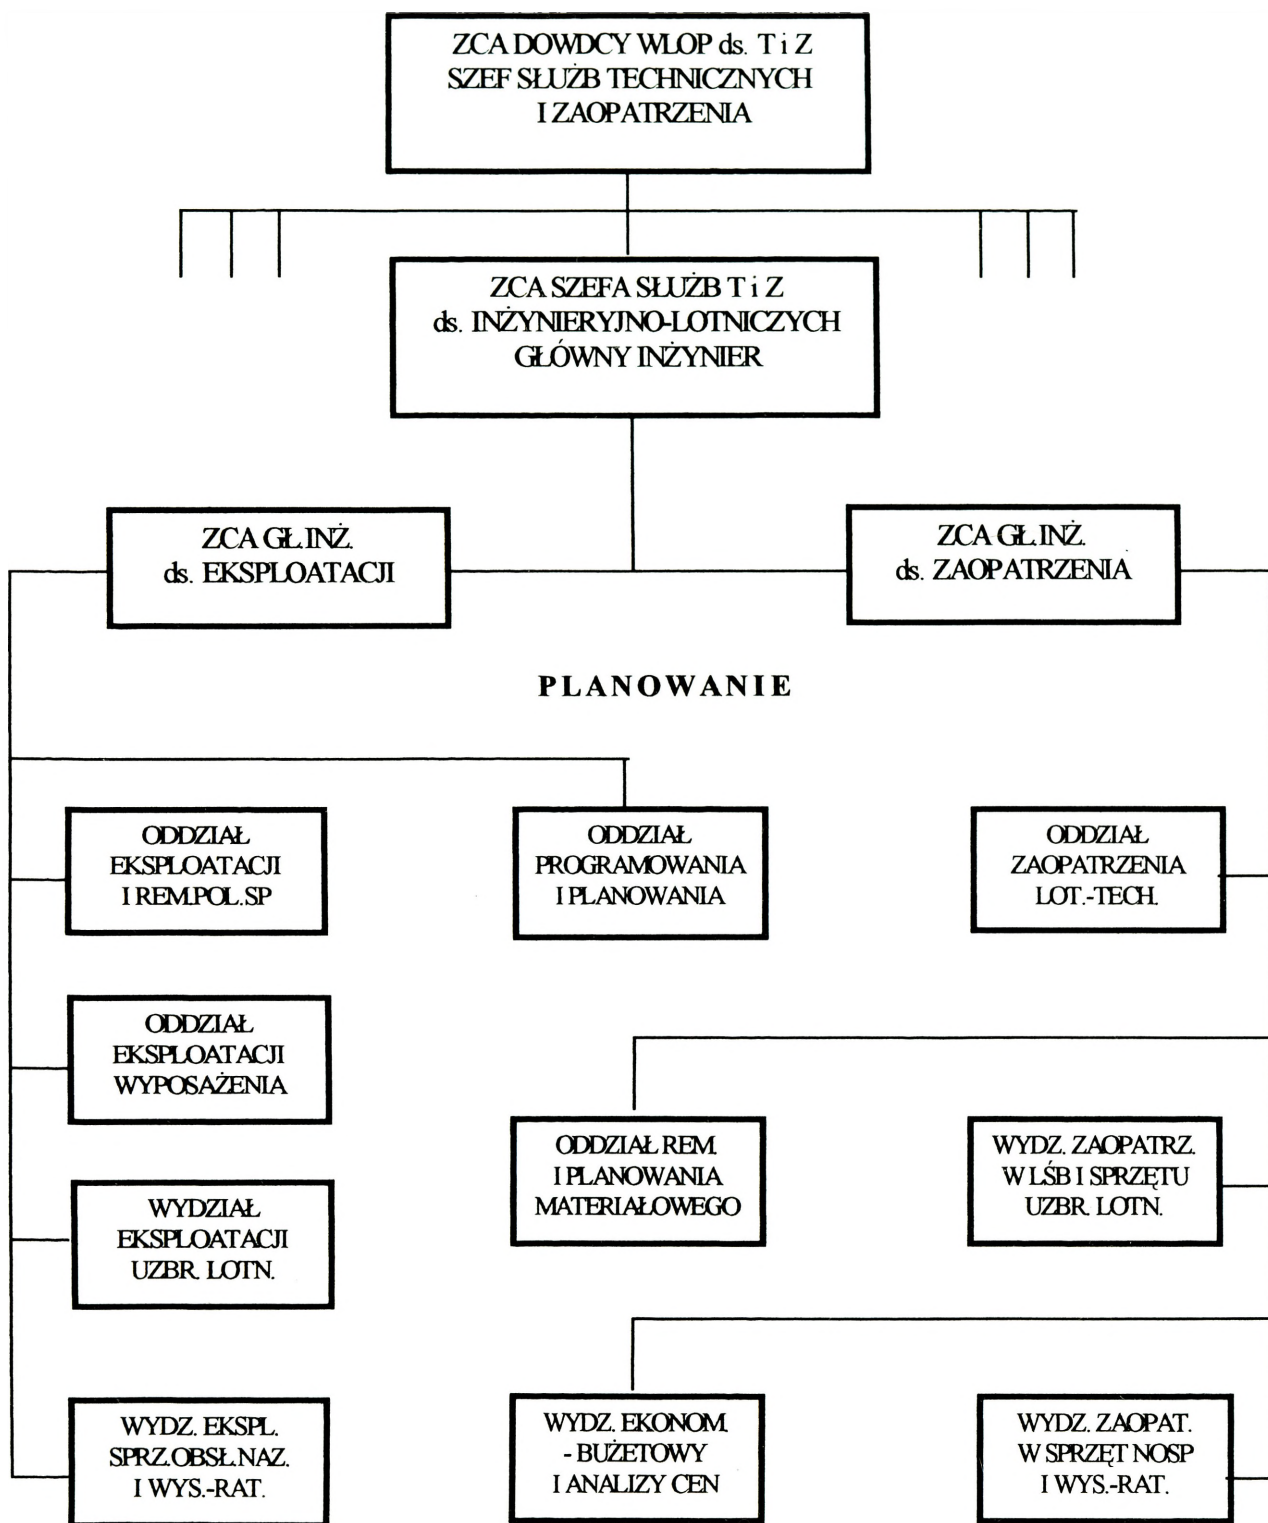 ZCA DOWDCY WLOP ds. T i Z
SZEF SŁUŻB TECHNICZNYCH
I ZAOPATRZENIA
ZCA SZEFA SŁUŻB T i Z
ds. INŻYNIERYJNO-LOTNICZYCH
GŁÓWNY INŻYNIER
ZCA GŁ.INŻ.
ds. EKSPLOATACJI
ZCA GŁ.INŻ.
ds. ZAOPATRZENIA
PLANOWANIE
ODDZIAŁ
EKSPLOATACJI
I REM.POL.SP
ODDZIAŁ
PROGRAMOWANIA
I PLANOWANIA
ODDZIAŁ
ZAOPATRZENIA
LOT.-TECH.
ODDZIAŁ
EKSPLOATACJI
WYPOSAŻENIA
ODDZIAŁ REM.
I PLANOWANIA
MATERIAŁOWEGO
WYDZ. ZAOPATRZ.
W LŚB I SPRZĘTU
UZBR. LOTN.
WYDZIAŁ
EKSPLOATACJI
UZBR. LOTN.
WYDZ. EKSPL.
SPRZ.OBSŁ.NAZ.
I WYS.-RAT.
WYDZ. EKONOM.
- BUŻETOWY
I ANALIZY CEN
WYDZ. ZAOPAT.
W SPRZĘT NOSP
I WYS.-RAT.